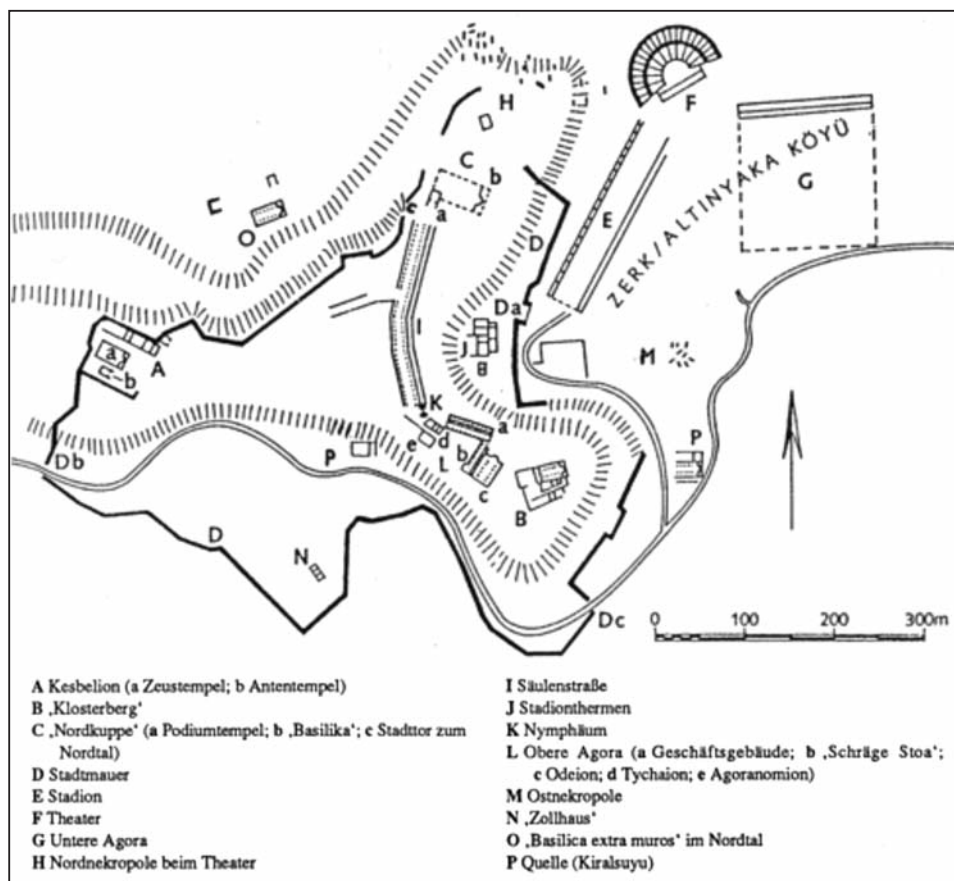 H
F
C
b
a
c
ZERK/ALTINYAKA KÖYÜ
G
O
D
E
I
Da
J
a
A
b
M
K
a
d
e
b
P
L
c
P
B
Db
D
N
Dc
0 100 200 300m
A Kesbelion (a Zeustempel; b Antentempel)
B ‚Klosterberg‘
C ‚Nordkuppe‘ (a Podiumtempel; b ‚Basilika‘; c Stadttor zum
Nordtal)
D Stadtmauer
E Stadion
F Theater
G Untere Agora
H Nordnekropole beim Theater
I Säulenstraße
J Stadionthermen
K Nymphäum
L Obere Agora (a Geschäftsgebäude; b ‚Schräge Stoa‘;
c Odeion; d Tychaion; e Agoranomion)
M Ostnekropole
N ‚Zollhaus‘
O ‚Basilica extra muros‘ im Nordtal
P Quelle (Kiralsuyu)